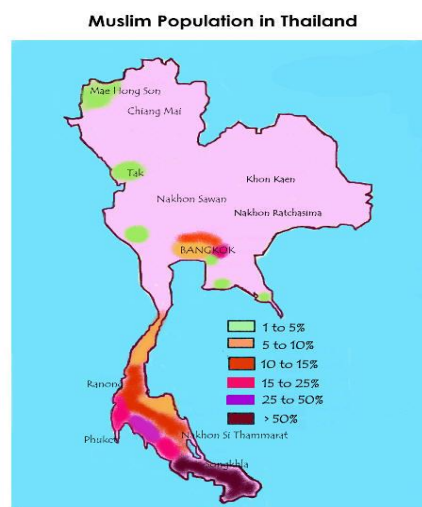 Muslim Population in Thailand
Mae Hong Son
Chiang Mai
Tak
Khon Kaen
Nakhon Sawan
Nakhon Ratchasima
BANGKOK
1 to 5%
5 to 10%
10 to 15%
15 to 25%
25 to 50%
> 50%
Ranong
Phuket
Nakhon Si Thammarat
Songkhla